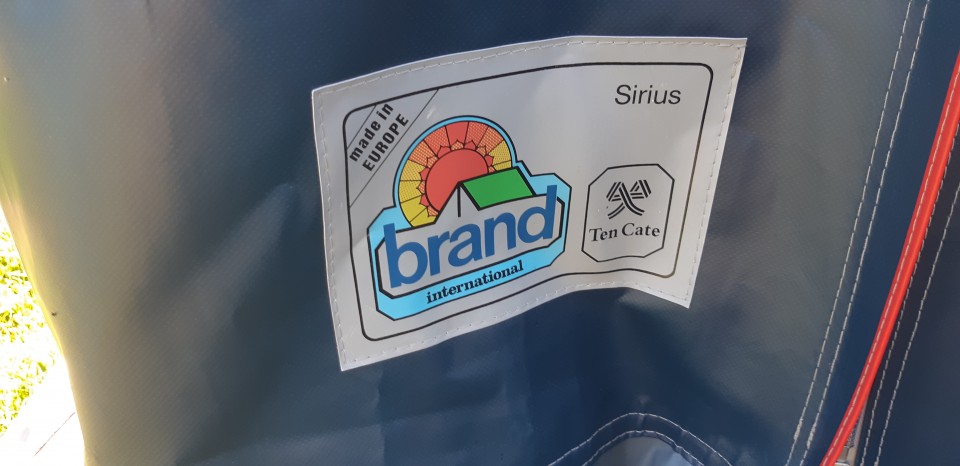 made in
EUROPE
Sirius
brand
international
Ten Cate